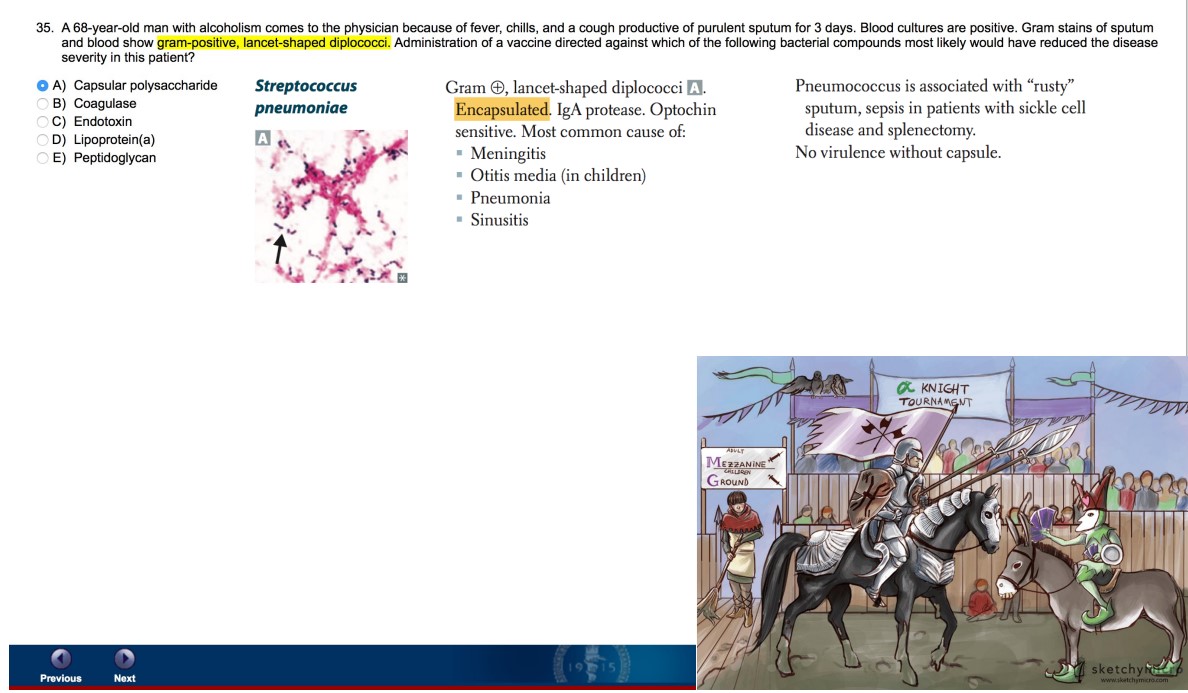 35. A 68-year-old man with alcoholism comes to the physician because of fever, chills, and a cough productive of purulent sputum for 3 days. Blood cultures are positive. Gram stains of sputum
and blood show gram-positive, lancet-shaped diplococci. Administration of a vaccine directed against which of the following bacterial compounds most likely would have reduced the disease
severity in this patient?
A) Capsular polysaccharide
B) Coagulase
C) Endotoxin
D) Lipoprotein(a)
E) Peptidoglycan
Streptococcus
pneumoniae
A
Gram ⊕, lancet-shaped diplococci A.
Encapsulated. IgA protease. Optochin
sensitive. Most common cause of:
▪ Meningitis
▪ Otitis media (in children)
▪ Pneumonia
▪ Sinusitis
Pneumococcus is associated with “rusty”
sputum, sepsis in patients with sickle cell
disease and splenectomy.
No virulence without capsule.
α KNIGHT
TOURNAMENT
ADULT
MEZZANINE
CHILDREN
GROUND
sketchymicro
www.sketchymicro.com
1915
Previous
Next